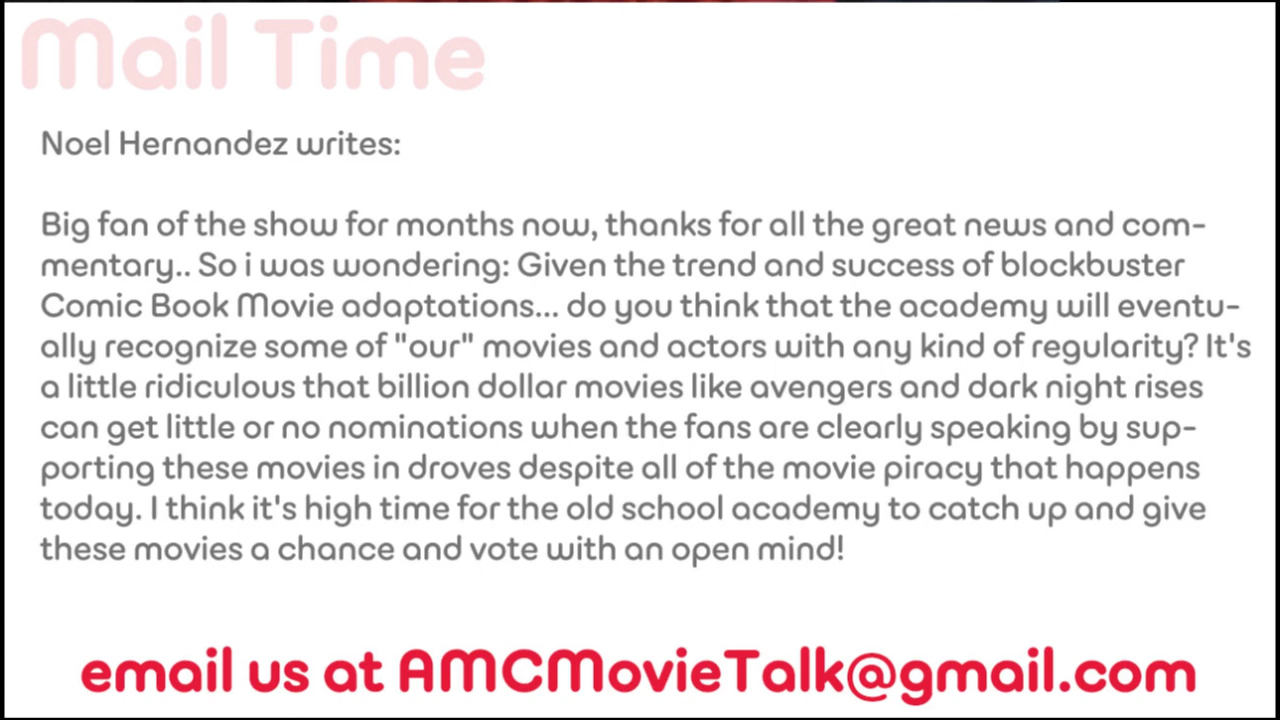 Mail Time
Noel Hernandez writes:
Big fan of the show for months now, thanks for all the great news and com-
mentary.. So i was wondering: Given the trend and success of blockbuster
Comic Book Movie adaptations... do you think that the academy will eventu-
ally recognize some of "our" movies and actors with any kind of regularity? It's
a little ridiculous that billion dollar movies like avengers and dark night rises
can get little or no nominations when the fans are clearly speaking by sup-
porting these movies in droves despite all of the movie piracy that happens
today. I think it's high time for the old school academy to catch up and give
these movies a chance and vote with an open mind!
email us at AMCMovieTalk@gmail.com